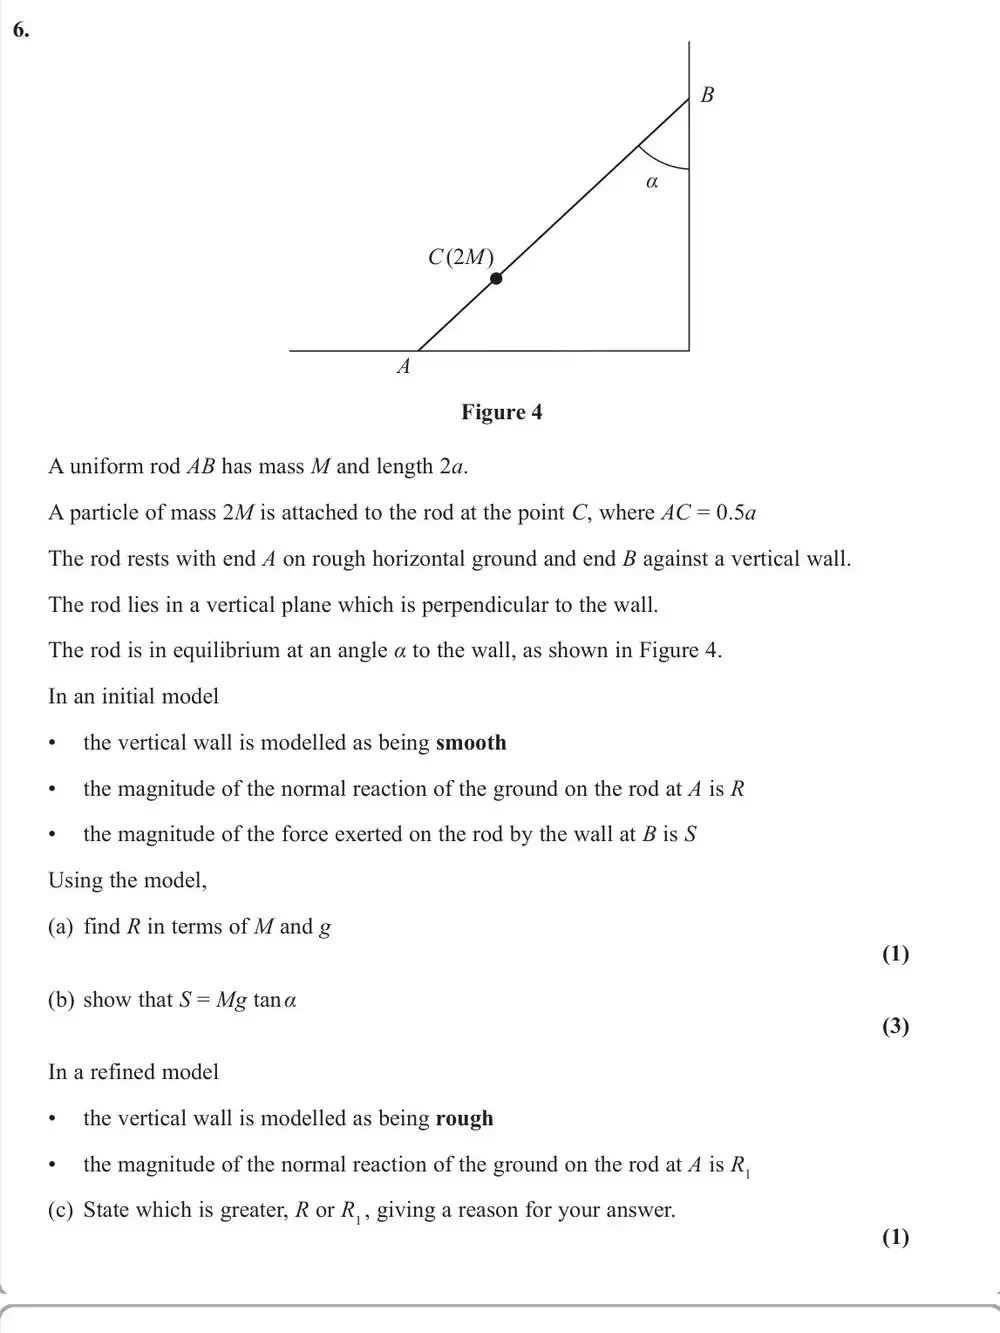 6.
B
α
C(2M)
A
Figure 4
A uniform rod AB has mass M and length 2a.
A particle of mass 2M is attached to the rod at the point C, where AC = 0.5a
The rod rests with end A on rough horizontal ground and end B against a vertical wall.
The rod lies in a vertical plane which is perpendicular to the wall.
The rod is in equilibrium at an angle α to the wall, as shown in Figure 4.
In an initial model
• the vertical wall is modelled as being smooth
• the magnitude of the normal reaction of the ground on the rod at A is R
• the magnitude of the force exerted on the rod by the wall at B is S
Using the model,
(a) find R in terms of M and g
(1)
(b) show that S = Mg tan α
(3)
In a refined model
• the vertical wall is modelled as being rough
• the magnitude of the normal reaction of the ground on the rod at A is R₁
(c) State which is greater, R or R₁, giving a reason for your answer.
(1)